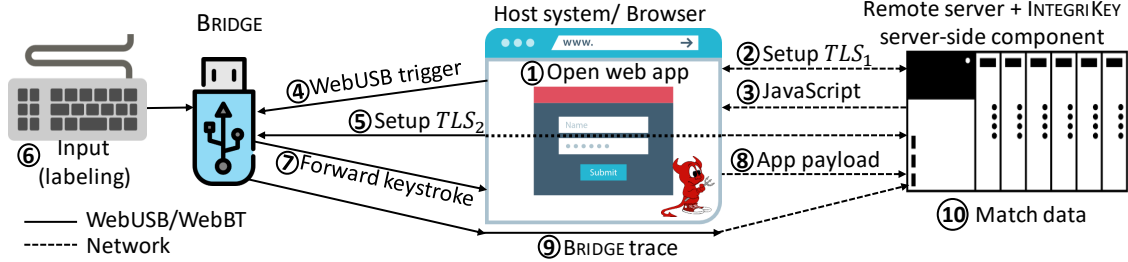 BRIDGE
Host system/ Browser
Remote server + INTEGRIKEY
server-side component
www.
① Open web app
② Setup TLS₁
③ JavaScript
④ WebUSB trigger
⑤ Setup TLS₂
⑥ Input
(labeling)
⑦ Forward keystroke
Name
Submit
⑧ App payload
⑨ BRIDGE trace
⑩ Match data
WebUSB/WebBT
Network